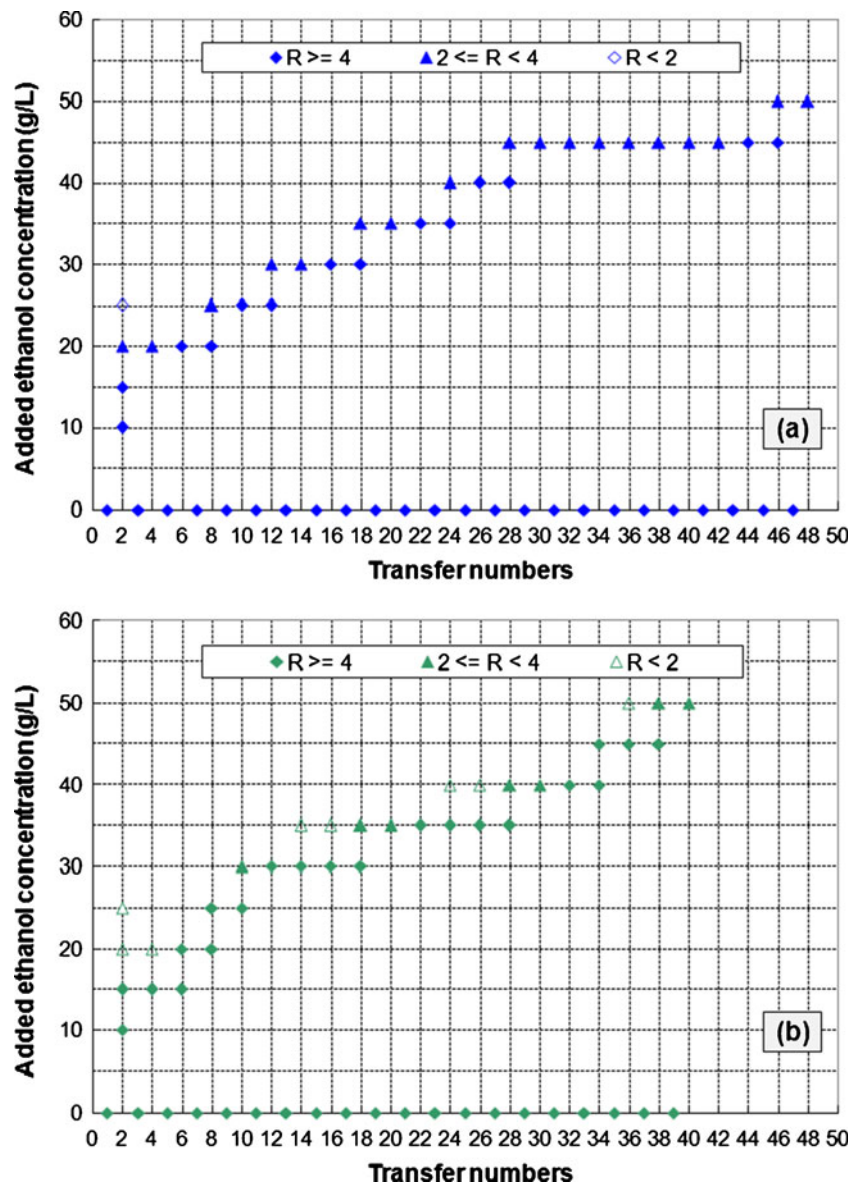 60
R >= 4 2 <= R < 4 R < 2
50
40
30
20
10
0
Added ethanol concentration (g/L)
(a)
0 2 4 6 8 10 12 14 16 18 20 22 24 26 28 30 32 34 36 38 40 42 44 46 48 50
Transfer numbers
60
R >= 4 2 <= R < 4 R < 2
50
40
30
20
10
0
Added ethanol concentration (g/L)
(b)
0 2 4 6 8 10 12 14 16 18 20 22 24 26 28 30 32 34 36 38 40 42 44 46 48 50
Transfer numbers